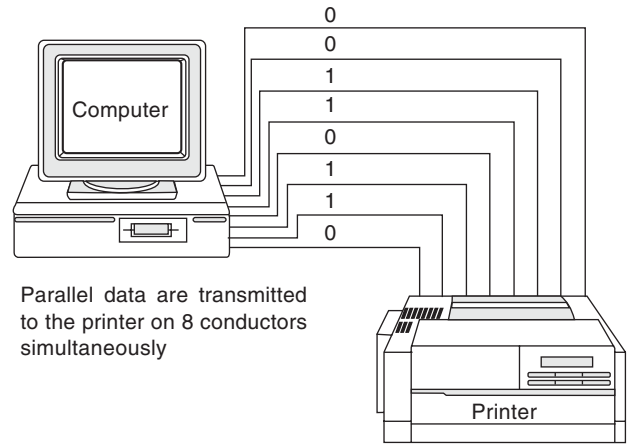 0
0
1
1
0
1
1
0
Computer
Parallel data are transmitted
to the printer on 8 conductors
simultaneously
Printer